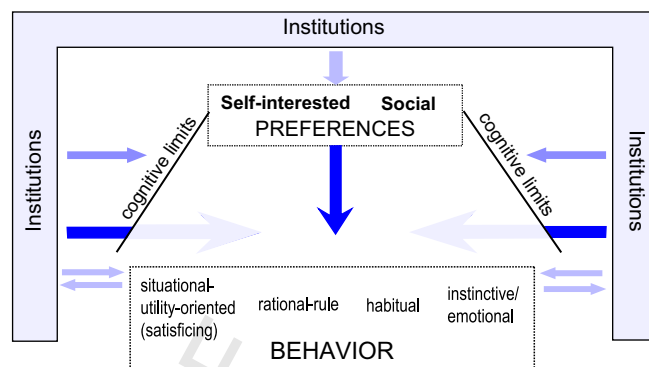 Institutions
Self-interested Social
PREFERENCES
cognitive limits
cognitive limits
Institutions
Institutions
situational-
utility-oriented
(satisficing)
rational-rule
habitual
instinctive/
emotional
BEHAVIOR